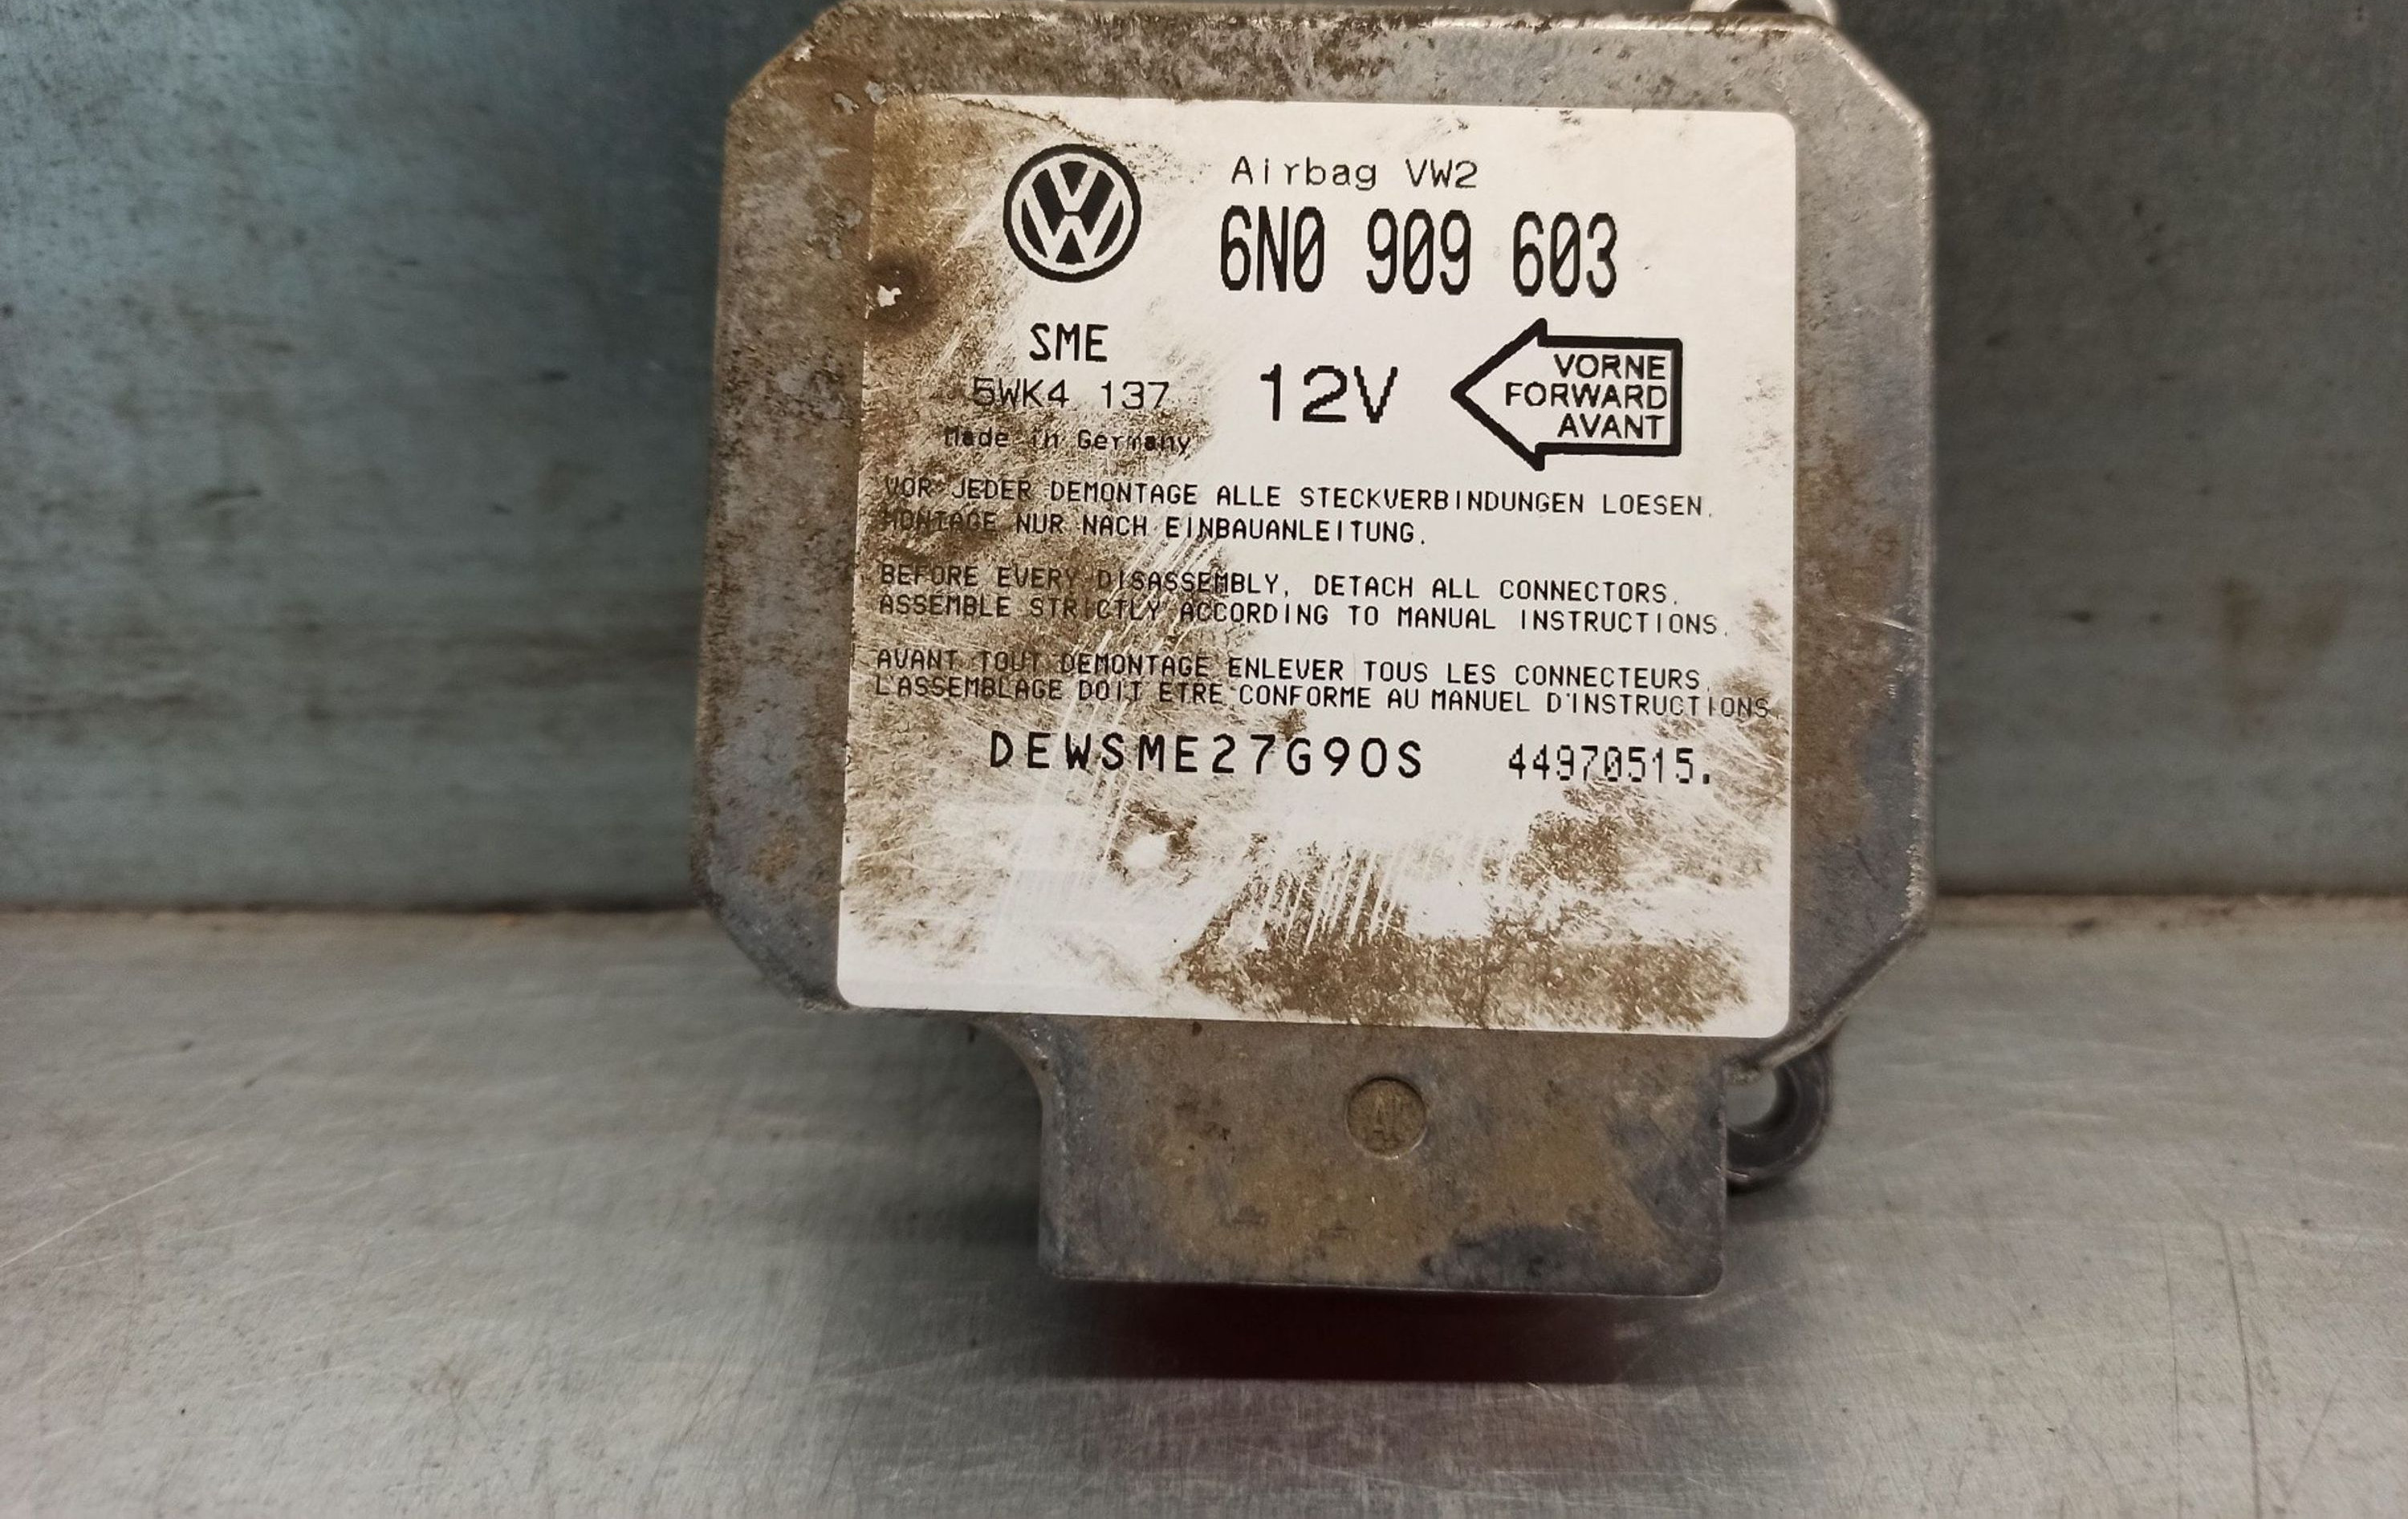 Airbag VW2
6N0 909 603
SME
5WK4 137
Made in Germany
12V
VORNE
FORWARD
AVANT
VOR JEDER DEMONTAGE ALLE STECKVERBINDUNGEN LOESEN.
MONTAGE NUR NACH EINBAUANLEITUNG.
BEFORE EVERY DISASSEMBLY, DETACH ALL CONNECTORS.
ASSEMBLE STRICTLY ACCORDING TO MANUAL INSTRUCTIONS.
AVANT TOUT DEMONTAGE ENLEVER TOUS LES CONNECTEURS.
L'ASSEMBLAGE DOIT ETRE CONFORME AU MANUEL D'INSTRUCTIONS.
DEWSME27G90S 44970515.